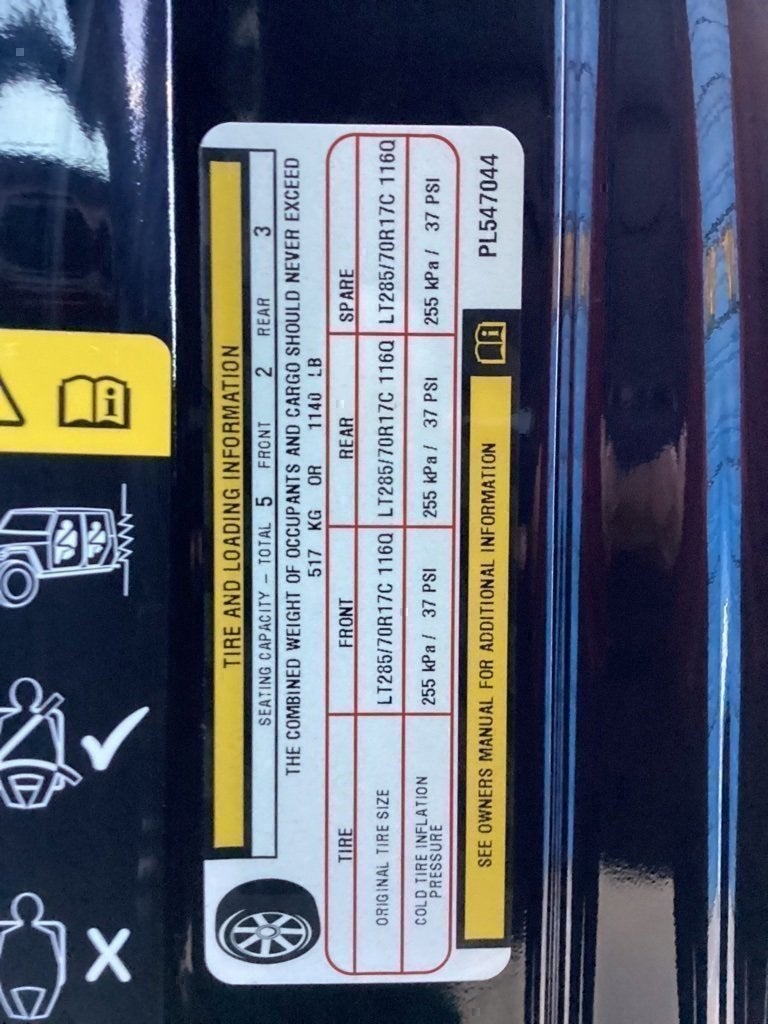 TIRE AND LOADING INFORMATION
SEATING CAPACITY – TOTAL 5 FRONT 2 REAR 3
THE COMBINED WEIGHT OF OCCUPANTS AND CARGO SHOULD NEVER EXCEED
517 KG OR 1140 LB
TIRE FRONT REAR SPARE
ORIGINAL TIRE SIZE LT285/70R17C 116Q LT285/70R17C 116Q LT285/70R17C 116Q
COLD TIRE INFLATION
PRESSURE 255 kPa / 37 PSI 255 kPa / 37 PSI 255 kPa / 37 PSI
SEE OWNERS MANUAL FOR ADDITIONAL INFORMATION
PL547044